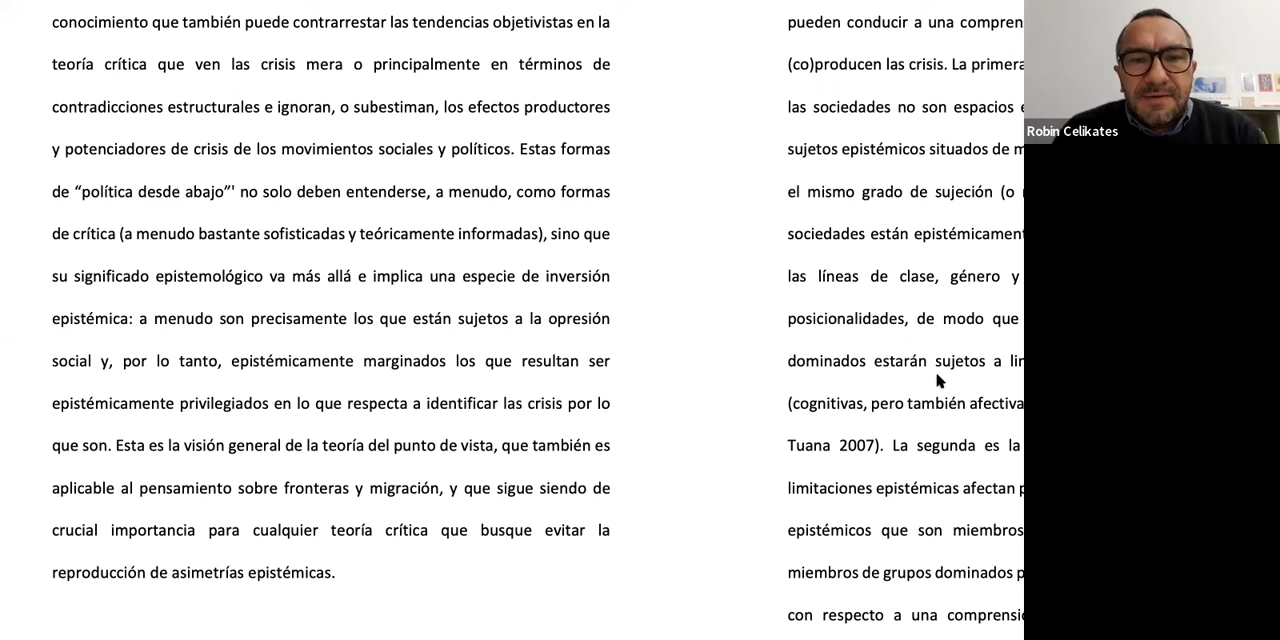 conocimiento que también puede contrarrestar las tendencias objetivistas en la
teoría crítica que ven las crisis mera o principalmente en términos de
contradicciones estructurales e ignoran, o subestiman, los efectos productores
y potenciadores de crisis de los movimientos sociales y políticos. Estas formas
de “política desde abajo”' no solo deben entenderse, a menudo, como formas
de crítica (a menudo bastante sofisticadas y teóricamente informadas), sino que
su significado epistemológico va más allá e implica una especie de inversión
epistémica: a menudo son precisamente los que están sujetos a la opresión
social y, por lo tanto, epistémicamente marginados los que resultan ser
epistémicamente privilegiados en lo que respecta a identificar las crisis por lo
que son. Esta es la visión general de la teoría del punto de vista, que también es
aplicable al pensamiento sobre fronteras y migración, y que sigue siendo de
crucial importancia para cualquier teoría crítica que busque evitar la
reproducción de asimetrías epistémicas.
pueden conducir a una compren
(co)producen las crisis. La primera
las sociedades no son espacios
sujetos epistémicos situados de
el mismo grado de sujeción (o
sociedades están epistémicament
las líneas de clase, género y
posicionalidades, de modo que
dominados estarán sujetos a
(cognitivas, pero también afectiva
Tuana 2007). La segunda es la
limitaciones epistémicas afectan
epistémicos que son miembros
miembros de grupos dominados
con respecto a una
Robin Celikates